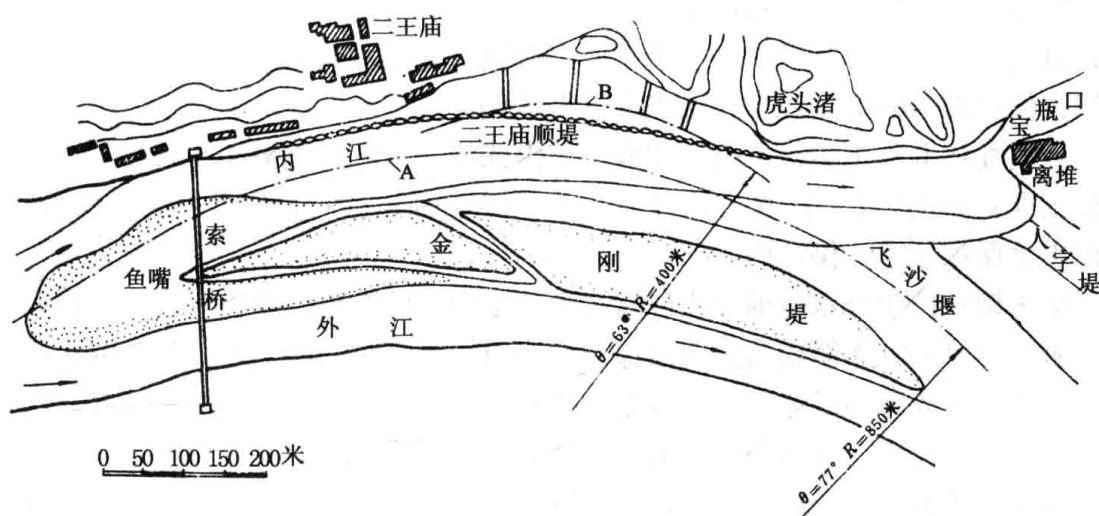 二王庙
B
虎头渚
宝瓶口
二王庙顺堤
内江
A
离堆
索桥
金刚堤
鱼嘴
飞沙堰
人字堤
外江
θ=63° R=400米
θ=77° R=850米
0 50 100 150 200米